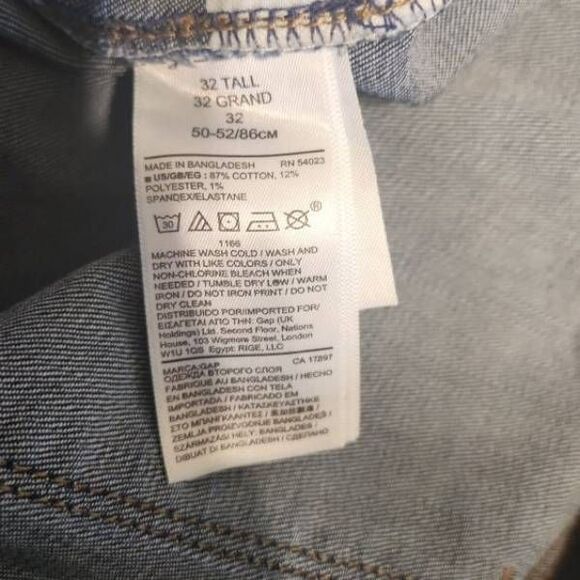 32 TALL
32 GRAND
32
50-52/86CM
MADE IN BANGLADESH RN 54023
■ US/GB/EG : 87% COTTON, 12%
POLYESTER, 1%
SPANDEX/ELASTANE
30 ®
1166
MACHINE WASH COLD / WASH AND
DRY WITH LIKE COLORS / ONLY
NON-CHLORINE BLEACH WHEN
NEEDED / TUMBLE DRY LOW / WARM
IRON / DO NOT IRON PRINT / DO NOT
DRY CLEAN
DISTRIBUIDO POR/IMPORTED FOR/
ΕΙΣΑΓΕΤΑΙ ΑΠΟ ΤΗΝ: Gap (UK
Holdings) Ltd. Second Floor, Nations
House, 103 Wigmore Street, London
W1U 1QS Egypt: RIGE, LLC
MARCA:GAP CA 17897
ОДЕЖДА ВТОРОГО СЛОЯ
FABRIQUE AU BANGLADESH / HECHO
EN BANGLADESH CON TELA
IMPORTADA / FABRICADO EM
BANGLADESH / ΚΑΤΑΣΚΕΥΑΣΤΗΚΕ
ΣΤΟ ΜΠΑΝΓΚΛΑΝΤΕΣ /
ZEMLJA PROIZVODNJE BANGLADES /
SZÁRMAZÁSI HELY: BANGLADES /
DIBUAT DI BANGLADESH / СДЕЛАНО